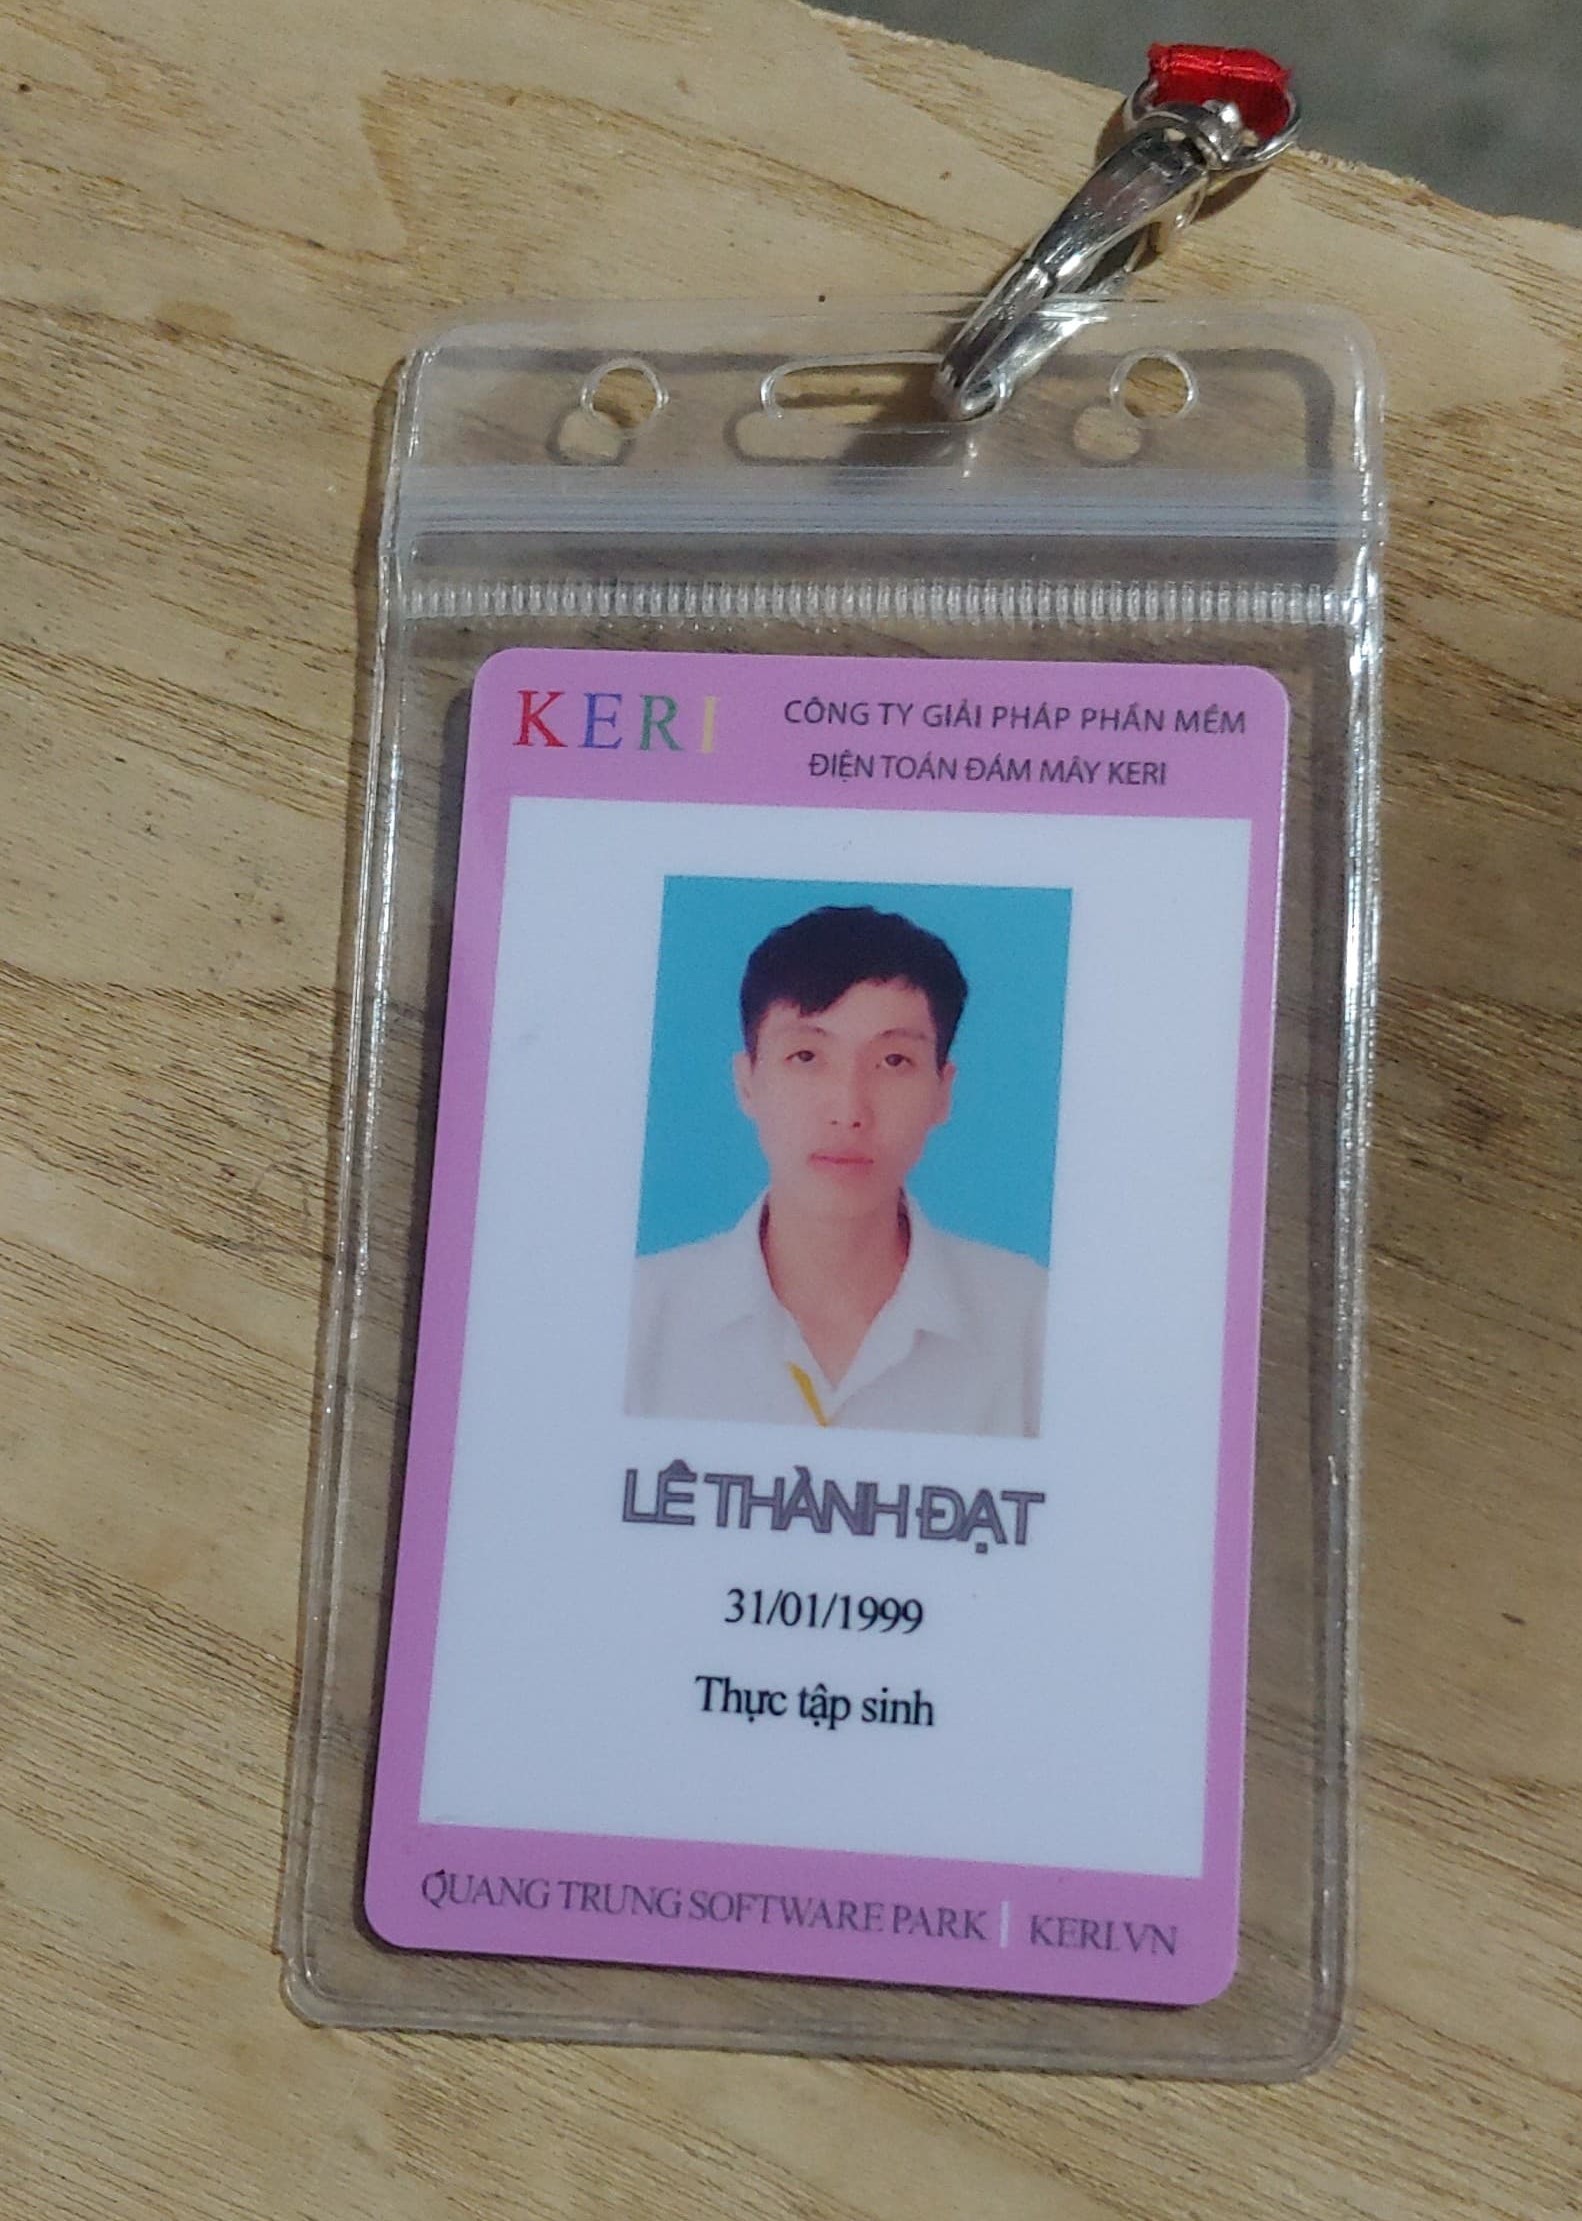 KERI
CÔNG TY GIẢI PHÁP PHẦN MỀM
ĐIỆN TOÁN ĐÁM MÂY KERI
LÊ THÀNH ĐẠT
31/01/1999
Thực tập sinh
QUANG TRUNG SOFTWARE PARK | KERI.VN